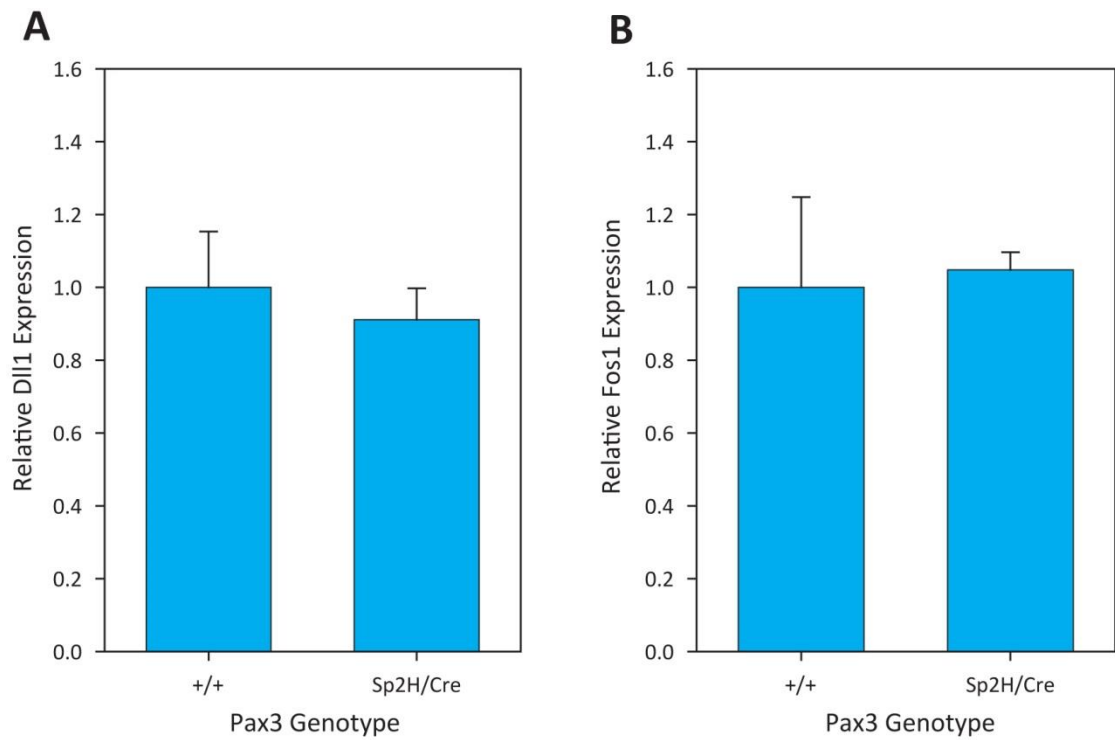 A
1.6
1.4
1.2
1.0
0.8
0.6
0.4
0.2
0.0
Relative Dll1 Expression
+/+ Sp2H/Cre
Pax3 Genotype
B
1.6
1.4
1.2
1.0
0.8
0.6
0.4
0.2
0.0
Relative Fos1 Expression
+/+ Sp2H/Cre
Pax3 Genotype